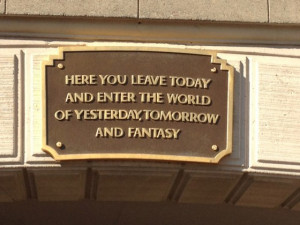 HERE YOU LEAVE TODAY
AND ENTER THE WORLD
OF YESTERDAY, TOMORROW
AND FANTASY